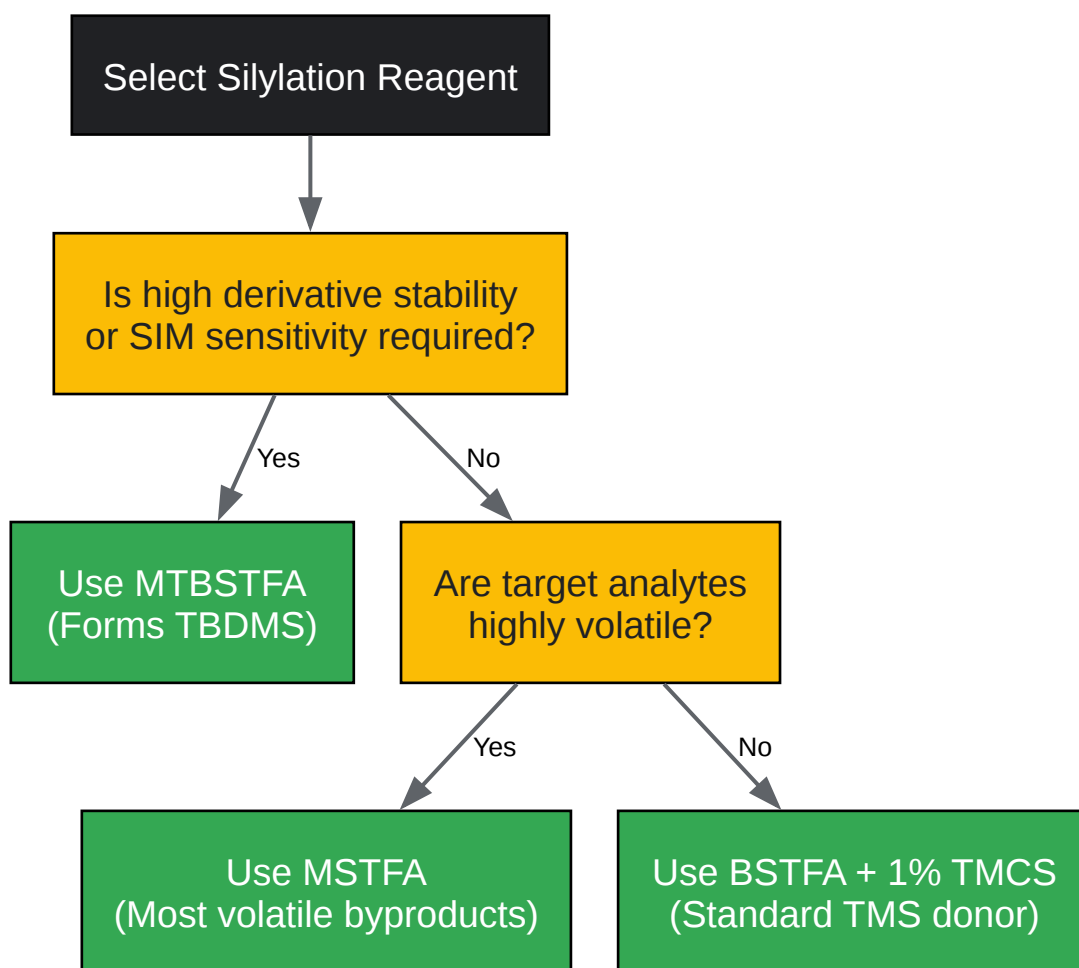 Select Silylation Reagent
Is high derivative stability
or SIM sensitivity required?
Yes
No
Use MTBSTFA
(Forms TBDMS)
Are target analytes
highly volatile?
Yes
No
Use MSTFA
(Most volatile byproducts)
Use BSTFA + 1% TMCS
(Standard TMS donor)